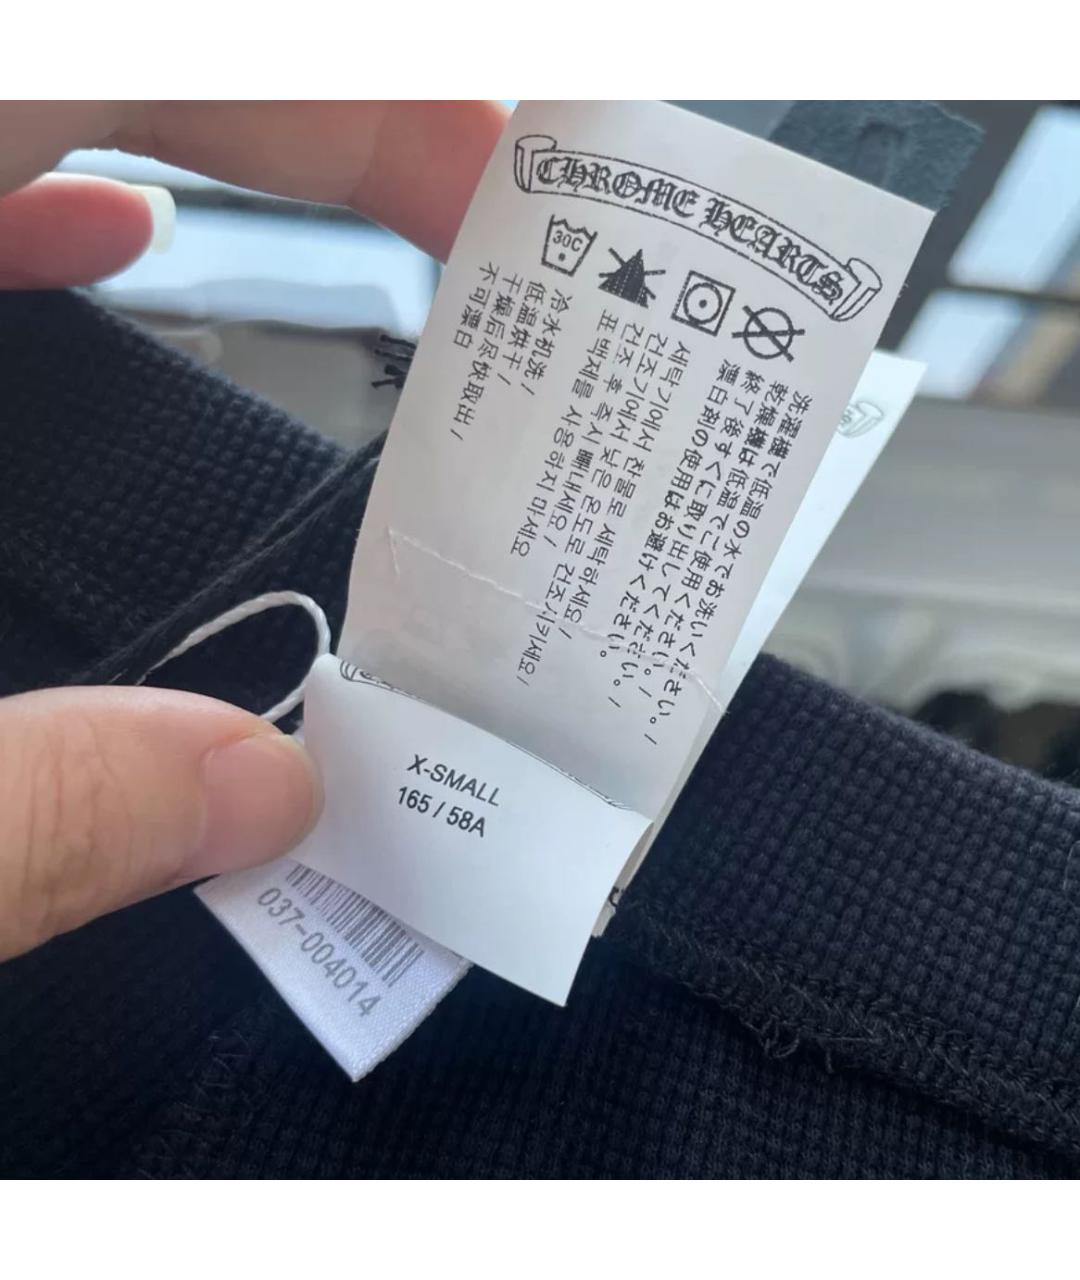 CHROME HEARTS
30C
洗濯機で低温の水でお洗いください。/
乾燥機は低温でご使用ください。/
終了後すぐに取り出してください。/
漂白剤の使用はお避けください。
세탁기에서 찬물로 세탁하세요/
건조기에서 낮은 온도로 건조시키세요/
건조 후 즉시 빼내세요/
표백제를 사용하지 마세요
冷水机洗/
低温烘干/
干燥后尽快取出/
不可漂白
X-SMALL
165 / 58A
037-004014